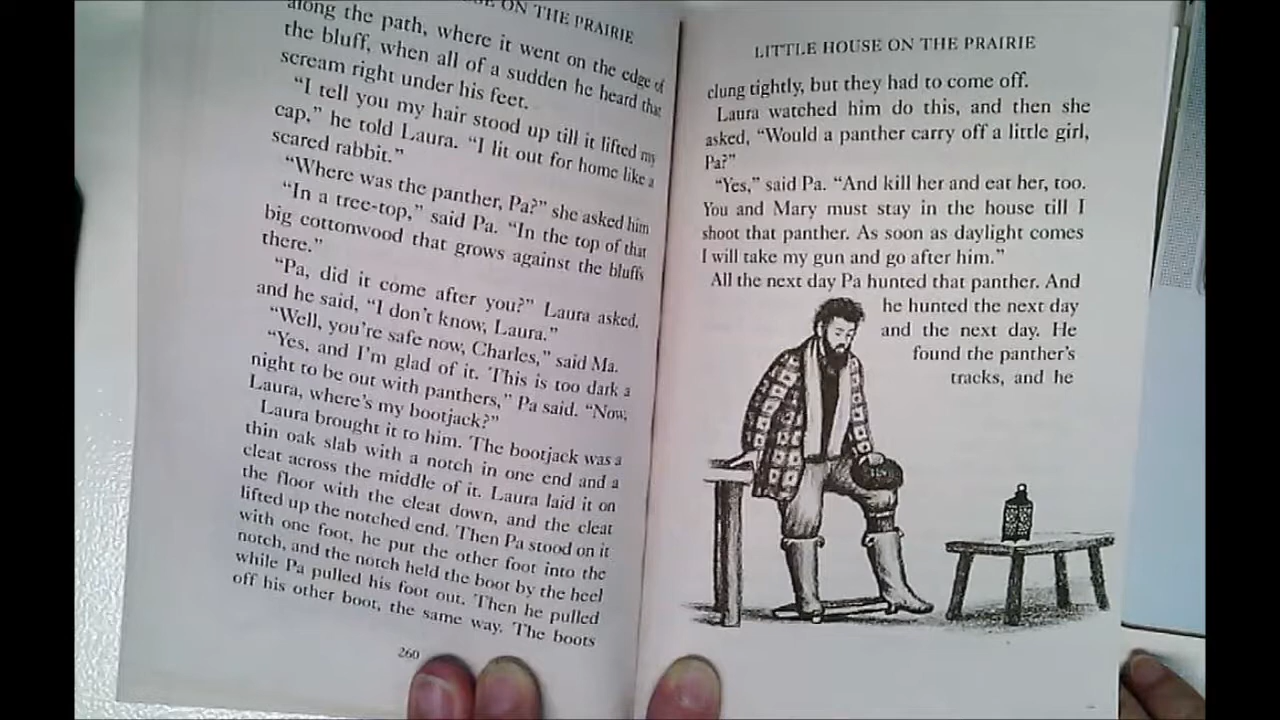 SE ON THE PRAIRIE
along the path, where it went on the edge of
the bluff, when all of a sudden he heard that
scream right under his feet.
"I tell you my hair stood up till it lifted my
cap," he told Laura. "I lit out for home like a
scared rabbit."
"Where was the panther, Pa?" she asked him
"In a tree-top," said Pa. "In the top of that
big cottonwood that grows against the bluffs
there."
"Pa, did it come after you?" Laura asked,
and he said, "I don't know, Laura."
"Well, you're safe now, Charles," said Ma.
"Yes, and I'm glad of it. This is too dark a
night to be out with panthers," Pa said. "Now,
Laura, where's my bootjack?"
Laura brought it to him. The bootjack was a
thin oak slab with a notch in one end and a
cleat across the middle of it. Laura laid it on
the floor with the cleat down, and the cleat
lifted up the notched end. Then Pa stood on it
with one foot, he put the other foot into the
notch, and the notch held the boot by the heel
while Pa pulled his foot out. Then he pulled
off his other boot, the same way. The boots
260
LITTLE HOUSE ON THE PRAIRIE
clung tightly, but they had to come off.
Laura watched him do this, and then she
asked, "Would a panther carry off a little girl,
Pa?"
"Yes," said Pa. "And kill her and eat her, too.
You and Mary must stay in the house till I
shoot that panther. As soon as daylight comes
I will take my gun and go after him."
All the next day Pa hunted that panther. And
he hunted the next day
and the next day. He
found the panther's
tracks, and he